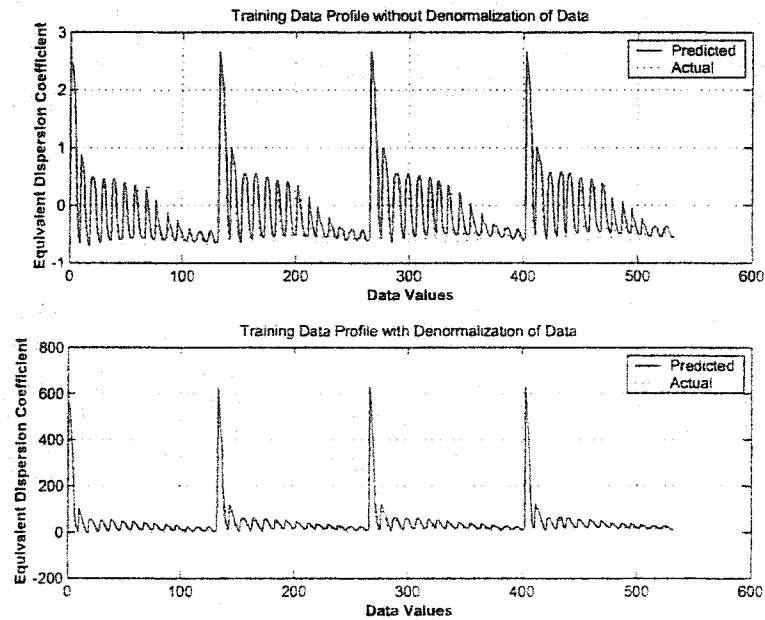 Training Data Profile without Denormalization of Data
Equivalent Dispersion Coefficient
3
2
1
0
-1
Predicted
Actual
0 100 200 300 400 500 600
Data Values
Training Data Profile with Denormalization of Data
Equivalent Dispersion Coefficient
800
600
400
200
0
-200
Predicted
Actual
0 100 200 300 400 500 600
Data Values